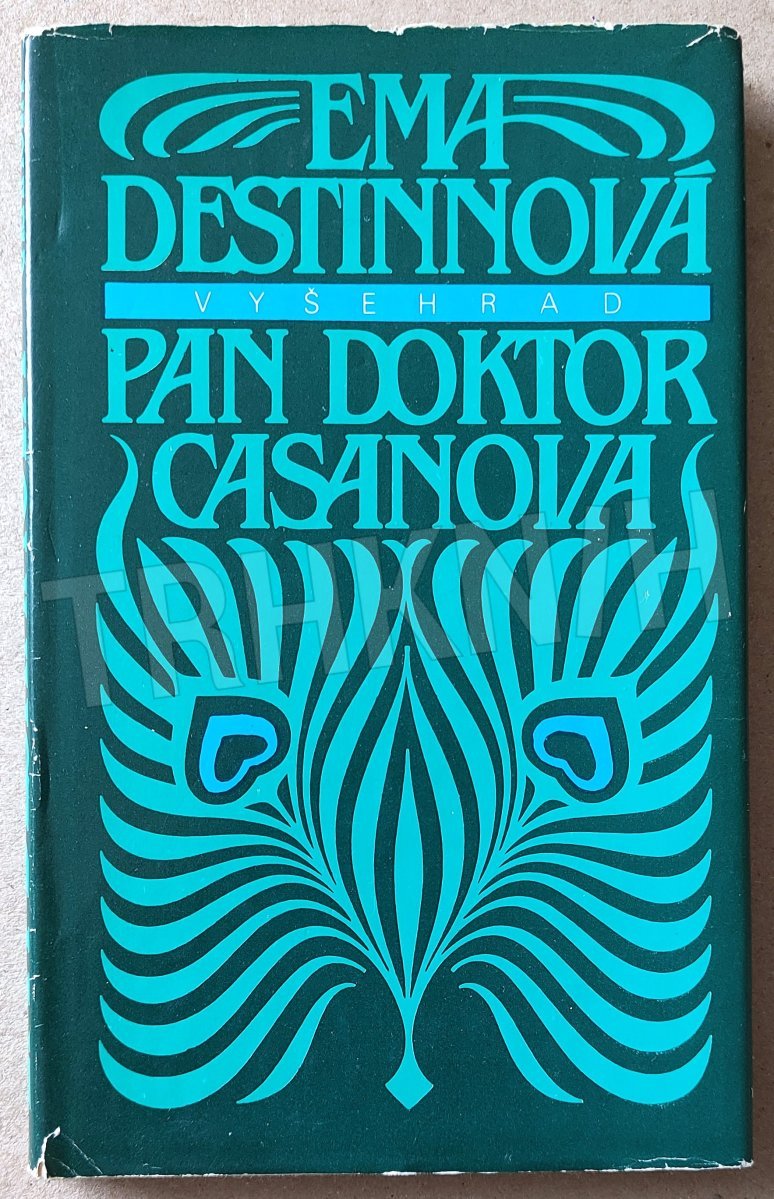 EMA
DESTINNOVÁ
VYŠEHRAD
PAN DOKTOR
CASANOVA
TRHKNIH